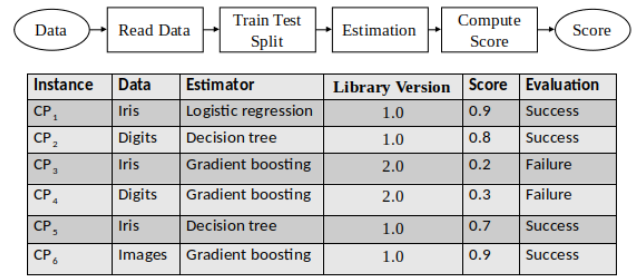 Data Read Data Train Test Split Estimation Compute Score Score
Instance Data Estimator Library Version Score Evaluation
CP1 Iris Logistic regression 1.0 0.9 Success
CP2 Digits Decision tree 1.0 0.8 Success
CP3 Iris Gradient boosting 2.0 0.2 Failure
CP4 Digits Gradient boosting 2.0 0.3 Failure
CP5 Iris Decision tree 1.0 0.7 Success
CP6 Images Gradient boosting 1.0 0.9 Success